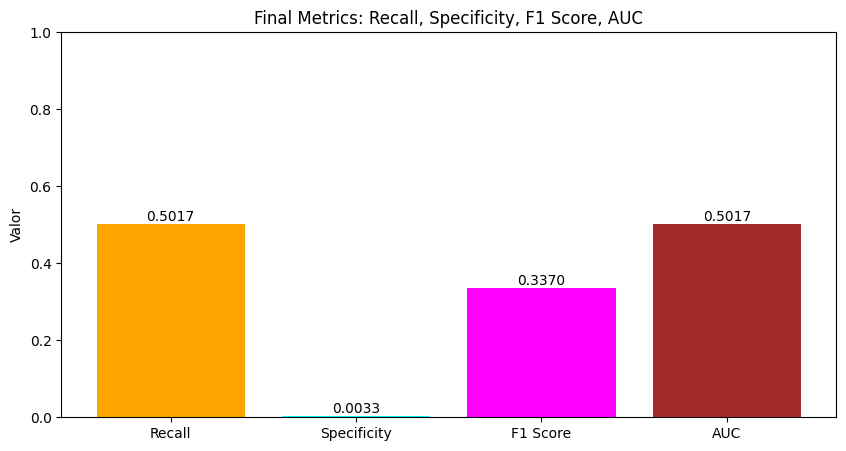 Final Metrics: Recall, Specificity, F1 Score, AUC
Valor
1.0
0.8
0.6
0.4
0.2
0.0
0.5017
0.0033
0.3370
0.5017
Recall
Specificity
F1 Score
AUC